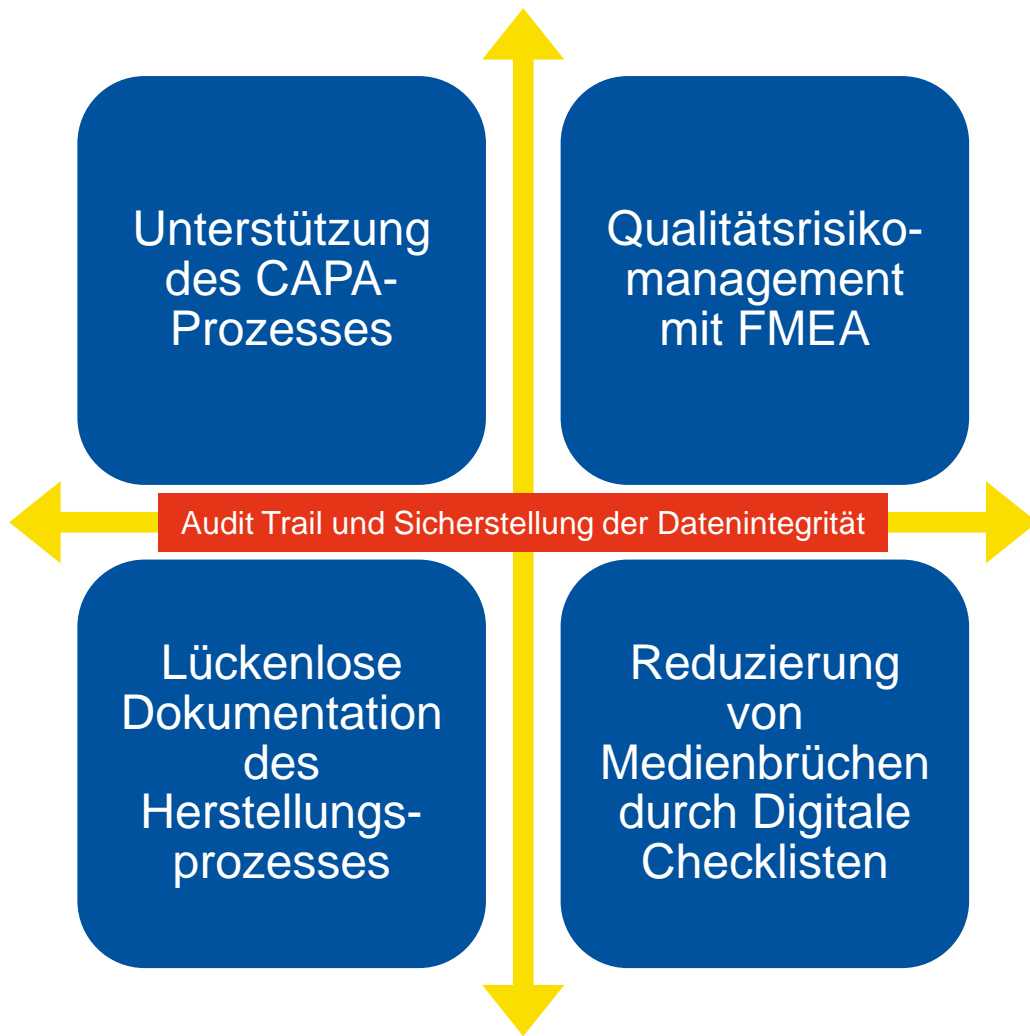 Unterstützung
des CAPA-
Prozesses
Qualitätsrisiko-
management
mit FMEA
Audit Trail und Sicherstellung der Datenintegrität
Lückenlose
Dokumentation
des
Herstellungs-
prozesses
Reduzierung
von
Medienbrüchen
durch Digitale
Checklisten